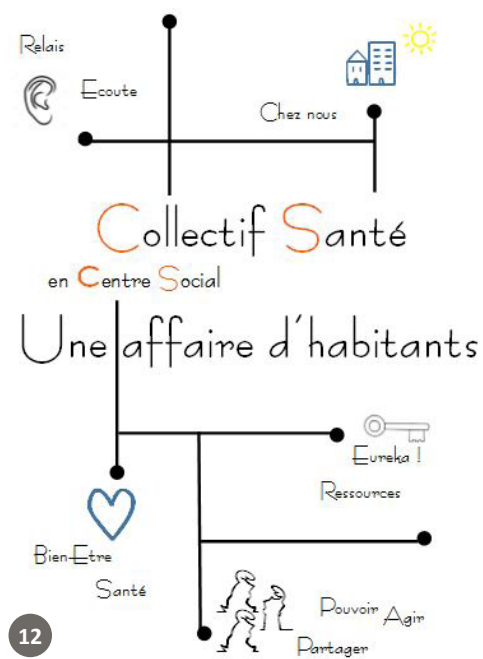 Relais
Ecoute
Chez nous
Collectif Santé
en Centre Social
Une affaire d'habitants
Eureka !
Ressources
Bien-Etre
Santé
Pouvoir Agir
Partager
12